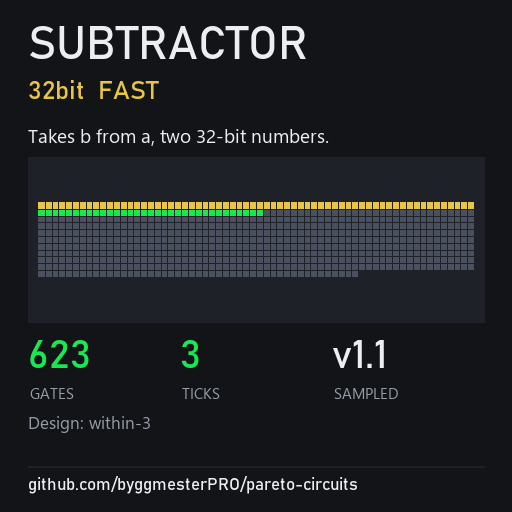 SUBTRACTOR
32bit FAST
Takes b from a, two 32-bit numbers.
623 3 v1.1
GATES TICKS SAMPLED
Design: within-3
github.com/byggmesterPRO/pareto-circuits